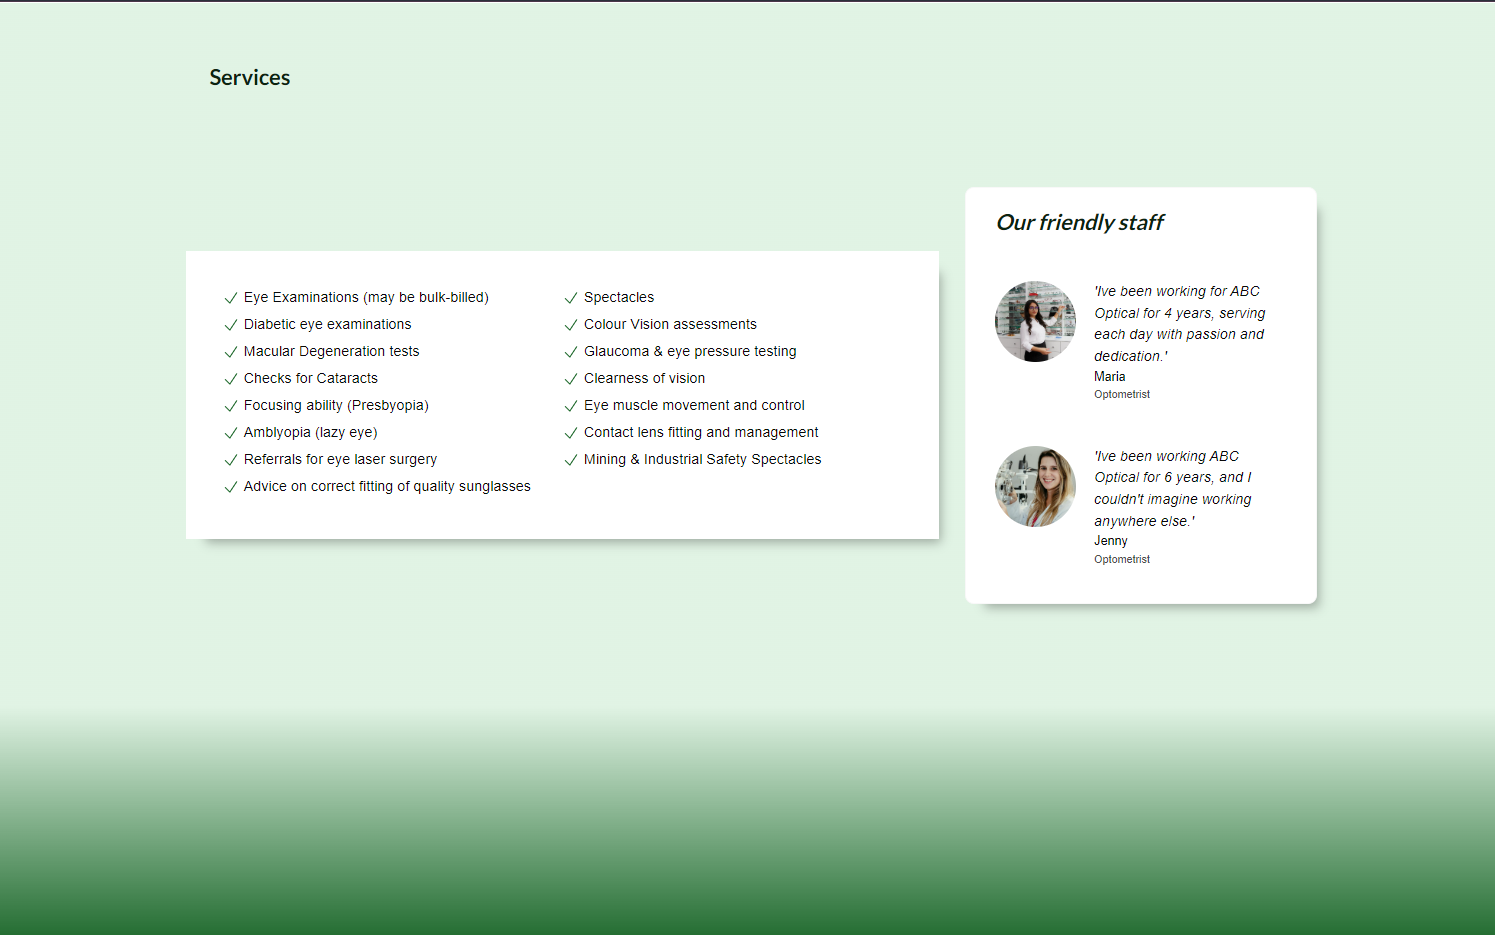 Services
Eye Examinations (may be bulk-billed)
Diabetic eye examinations
Macular Degeneration tests
Checks for Cataracts
Focusing ability (Presbyopia)
Amblyopia (lazy eye)
Referrals for eye laser surgery
Advice on correct fitting of quality sunglasses
Spectacles
Colour Vision assessments
Glaucoma & eye pressure testing
Clearness of vision
Eye muscle movement and control
Contact lens fitting and management
Mining & Industrial Safety Spectacles
Our friendly staff
'Ive been working for ABC
Optical for 4 years, serving
each day with passion and
dedication.'
Maria
Optometrist
'Ive been working ABC
Optical for 6 years, and I
couldn't imagine working
anywhere else.'
Jenny
Optometrist